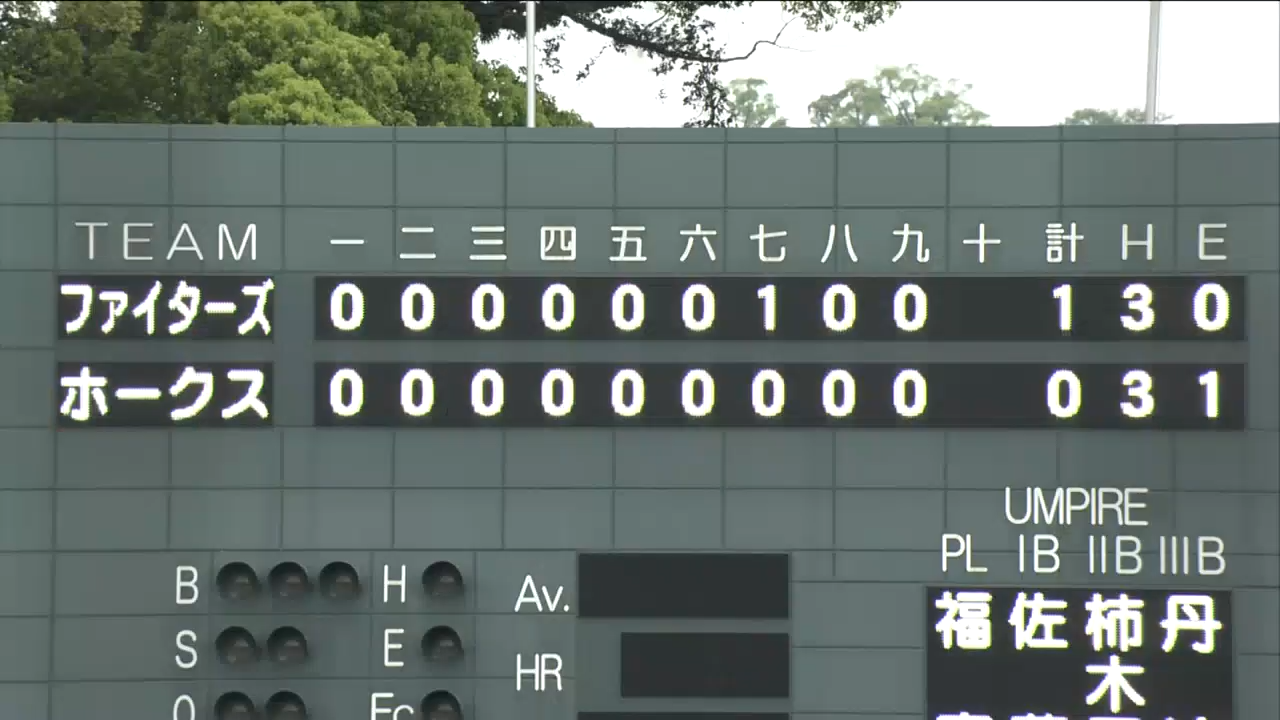 TEAM 一 二 三 四 五 六 七 八 九 十 計 H E
ファイターズ 0 0 0 0 0 0 1 0 0 1 3 0
ホークス 0 0 0 0 0 0 0 0 0 0 3 1
UMPIRE
PL IB IIB IIIB
B H Av. 福 佐 柿 丹
S E HR 木
O Fc